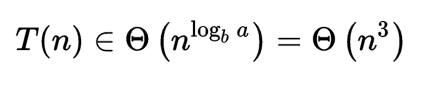 T(n) ∈ Θ (n^{log_b a}) = Θ (n^3)